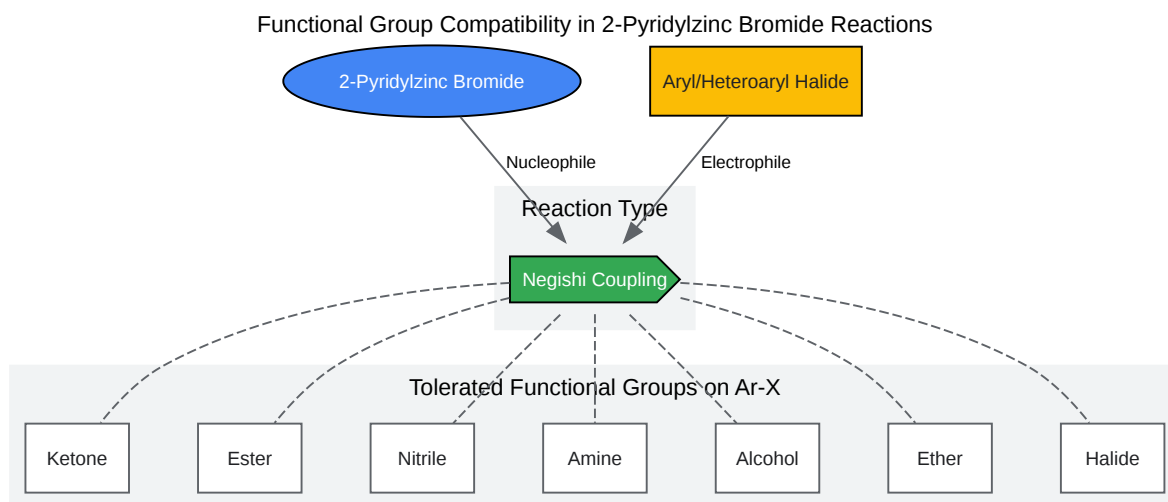 Functional Group Compatibility in 2-Pyridylzinc Bromide Reactions
2-Pyridylzinc Bromide
Aryl/Heteroaryl Halide
Nucleophile
Electrophile
Reaction Type
Negishi Coupling
Tolerated Functional Groups on Ar-X
Ketone
Ester
Nitrile
Amine
Alcohol
Ether
Halide